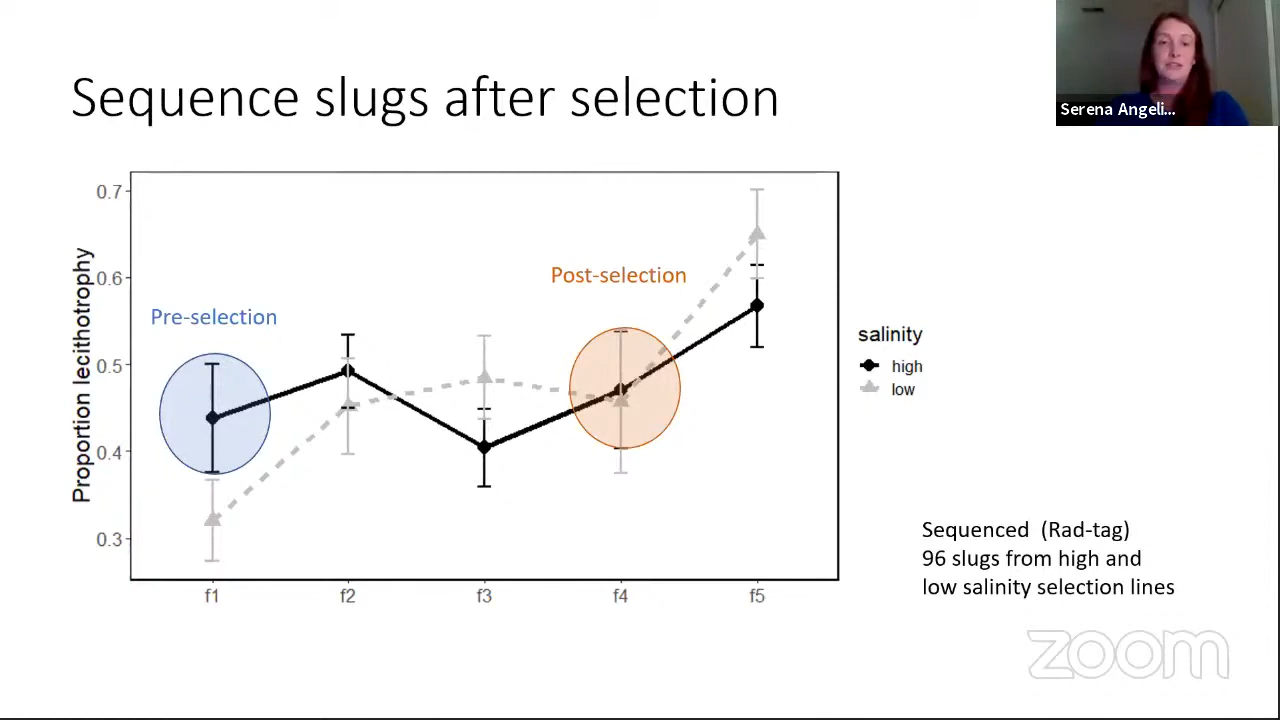 Sequence slugs after selection
Serena Angeli...
0.7
0.6
0.5
0.4
0.3
Proportion lecithotrophy
Pre-selection
Post-selection
f1
f2
f3
f4
f5
salinity
high
low
Sequenced (Rad-tag)
96 slugs from high and
low salinity selection lines
zoom